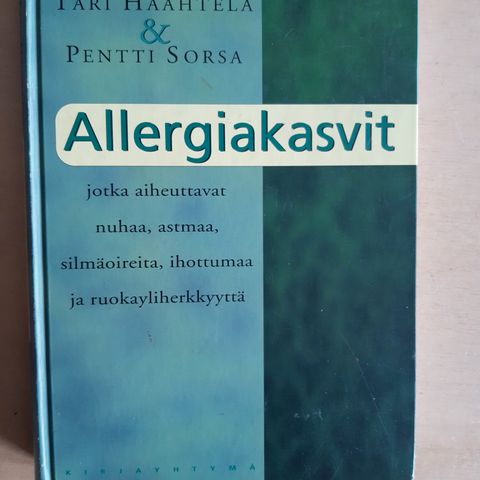 TARI HAAHTELA
&
PENTTI SORSA
Allergiakasvit
jotka aiheuttavat
nuhaa, astmaa,
silmäoireita, ihottumaa
ja ruokayliherkkyyttä
KIRJAYHTYMÄ